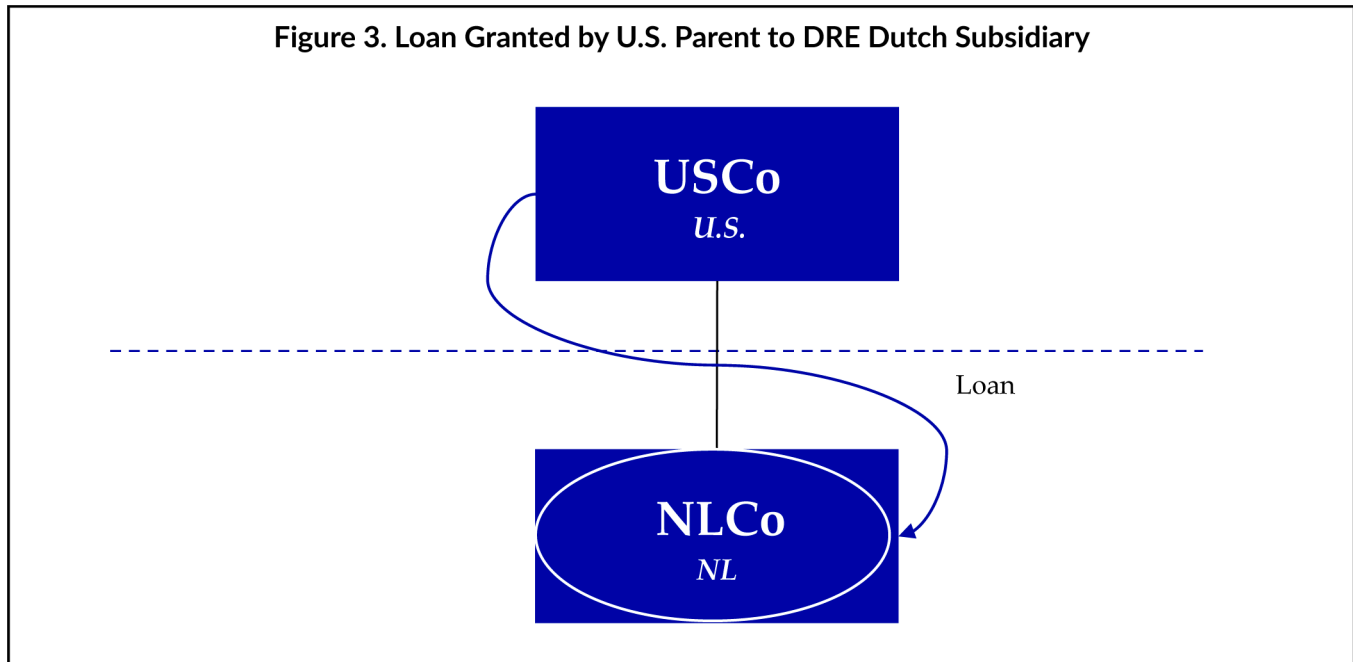 Figure 3. Loan Granted by U.S. Parent to DRE Dutch Subsidiary
USCo
U.S.
Loan
NLCo
NL